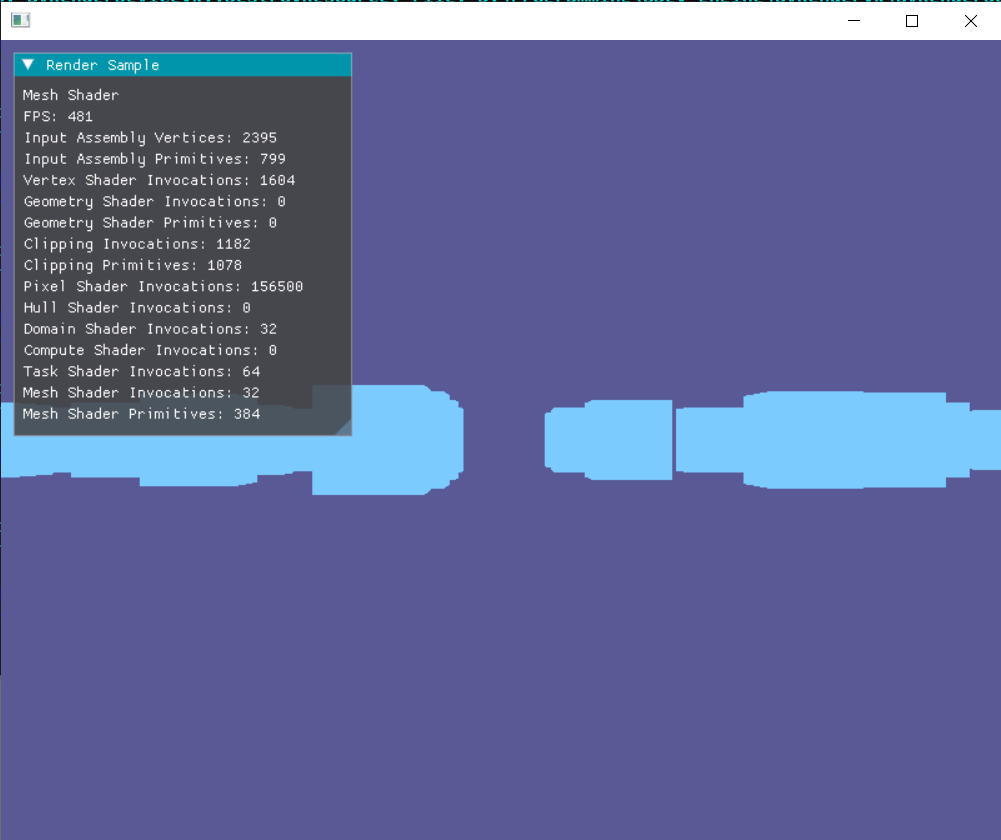 Render Sample
Mesh Shader
FPS: 481
Input Assembly Vertices: 2395
Input Assembly Primitives: 799
Vertex Shader Invocations: 1604
Geometry Shader Invocations: 0
Geometry Shader Primitives: 0
Clipping Invocations: 1182
Clipping Primitives: 1078
Pixel Shader Invocations: 156500
Hull Shader Invocations: 0
Domain Shader Invocations: 32
Compute Shader Invocations: 0
Task Shader Invocations: 64
Mesh Shader Invocations: 32
Mesh Shader Primitives: 384